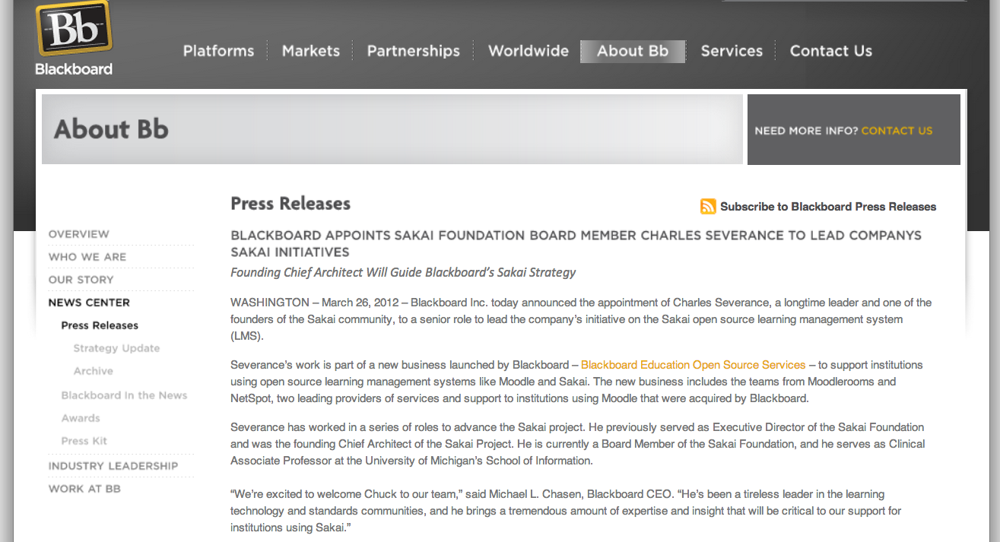 Bb
Blackboard
Platforms
Markets
Partnerships
Worldwide
About Bb
Services
Contact Us
About Bb
NEED MORE INFO? CONTACT US
OVERVIEW
WHO WE ARE
OUR STORY
NEWS CENTER
Press Releases
Strategy Update
Archive
Blackboard In the News
Awards
Press Kit
INDUSTRY LEADERSHIP
WORK AT BB
Press Releases
Subscribe to Blackboard Press Releases
BLACKBOARD APPOINTS SAKAI FOUNDATION BOARD MEMBER CHARLES SEVERANCE TO LEAD COMPANYS
SAKAI INITIATIVES
Founding Chief Architect Will Guide Blackboard’s Sakai Strategy
WASHINGTON – March 26, 2012 – Blackboard Inc. today announced the appointment of Charles Severance, a longtime leader and one of the
founders of the Sakai community, to a senior role to lead the company’s initiative on the Sakai open source learning management system
(LMS).
Severance’s work is part of a new business launched by Blackboard – Blackboard Education Open Source Services – to support institutions
using open source learning management systems like Moodle and Sakai. The new business includes the teams from Moodlerooms and
NetSpot, two leading providers of services and support to institutions using Moodle that were acquired by Blackboard.
Severance has worked in a series of roles to advance the Sakai project. He previously served as Executive Director of the Sakai Foundation
and was the founding Chief Architect of the Sakai Project. He is currently a Board Member of the Sakai Foundation, and he serves as Clinical
Associate Professor at the University of Michigan’s School of Information.
“We’re excited to welcome Chuck to our team,” said Michael L. Chasen, Blackboard CEO. “He’s been a tireless leader in the learning
technology and standards communities, and he brings a tremendous amount of expertise and insight that will be critical to our support for
institutions using Sakai.”